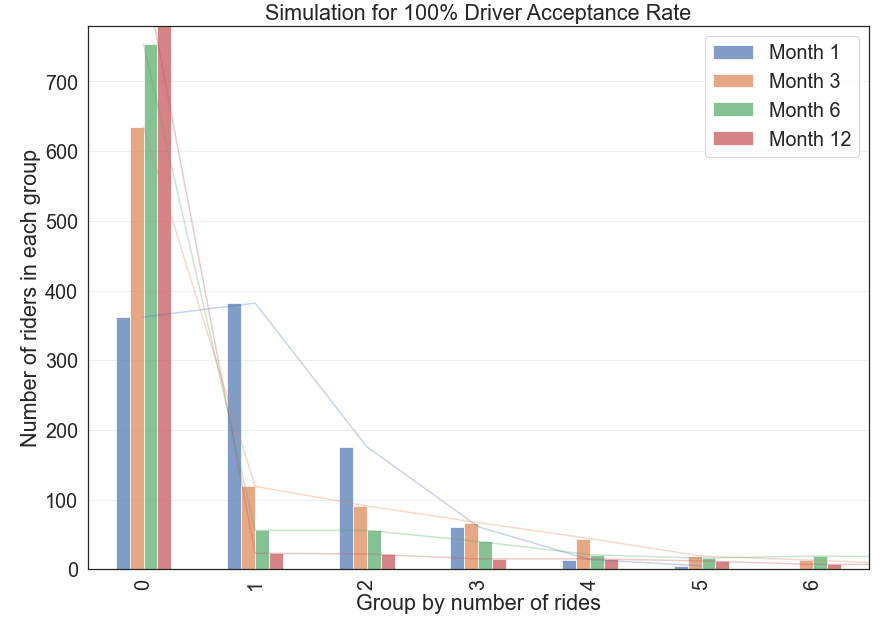 Simulation for 100% Driver Acceptance Rate
Number of riders in each group
700
600
500
400
300
200
100
0
Month 1
Month 3
Month 6
Month 12
0 1 2 3 4 5 6
Group by number of rides